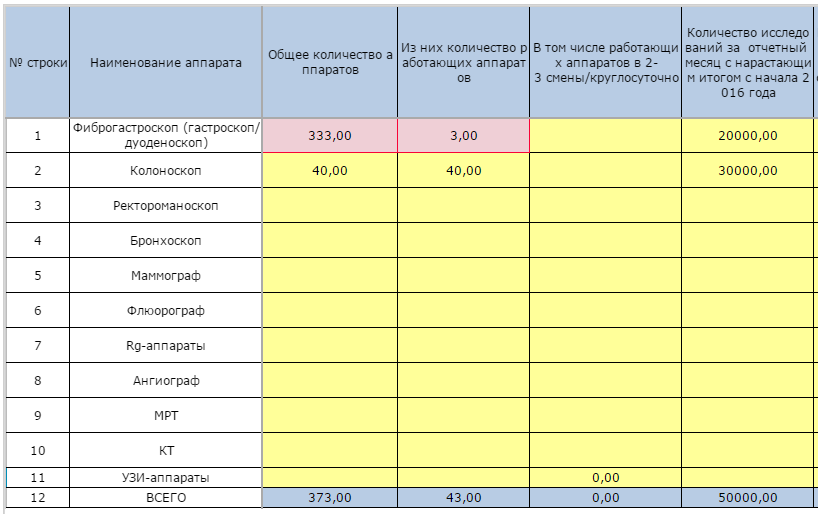 № строки
Наименование аппарата
Общее количество а
ппаратов
Из них количество р
аботающих аппарат
ов
В том числе работающи
х аппаратов в 2-
3 смены/круглосуточно
Количество исследо
ваний за отчетный
месяц с нарастающи
м итогом с начала 2
016 года
1 Фиброгастроскоп (гастроскоп/
дуоденоскоп) 333,00 3,00 20000,00
2 Колоноскоп 40,00 40,00 30000,00
3 Ректороманоскоп
4 Бронхоскоп
5 Маммограф
6 Флюорограф
7 Rg-аппараты
8 Ангиограф
9 МРТ
10 КТ
11 УЗИ-аппараты 0,00
12 ВСЕГО 373,00 43,00 0,00 50000,00